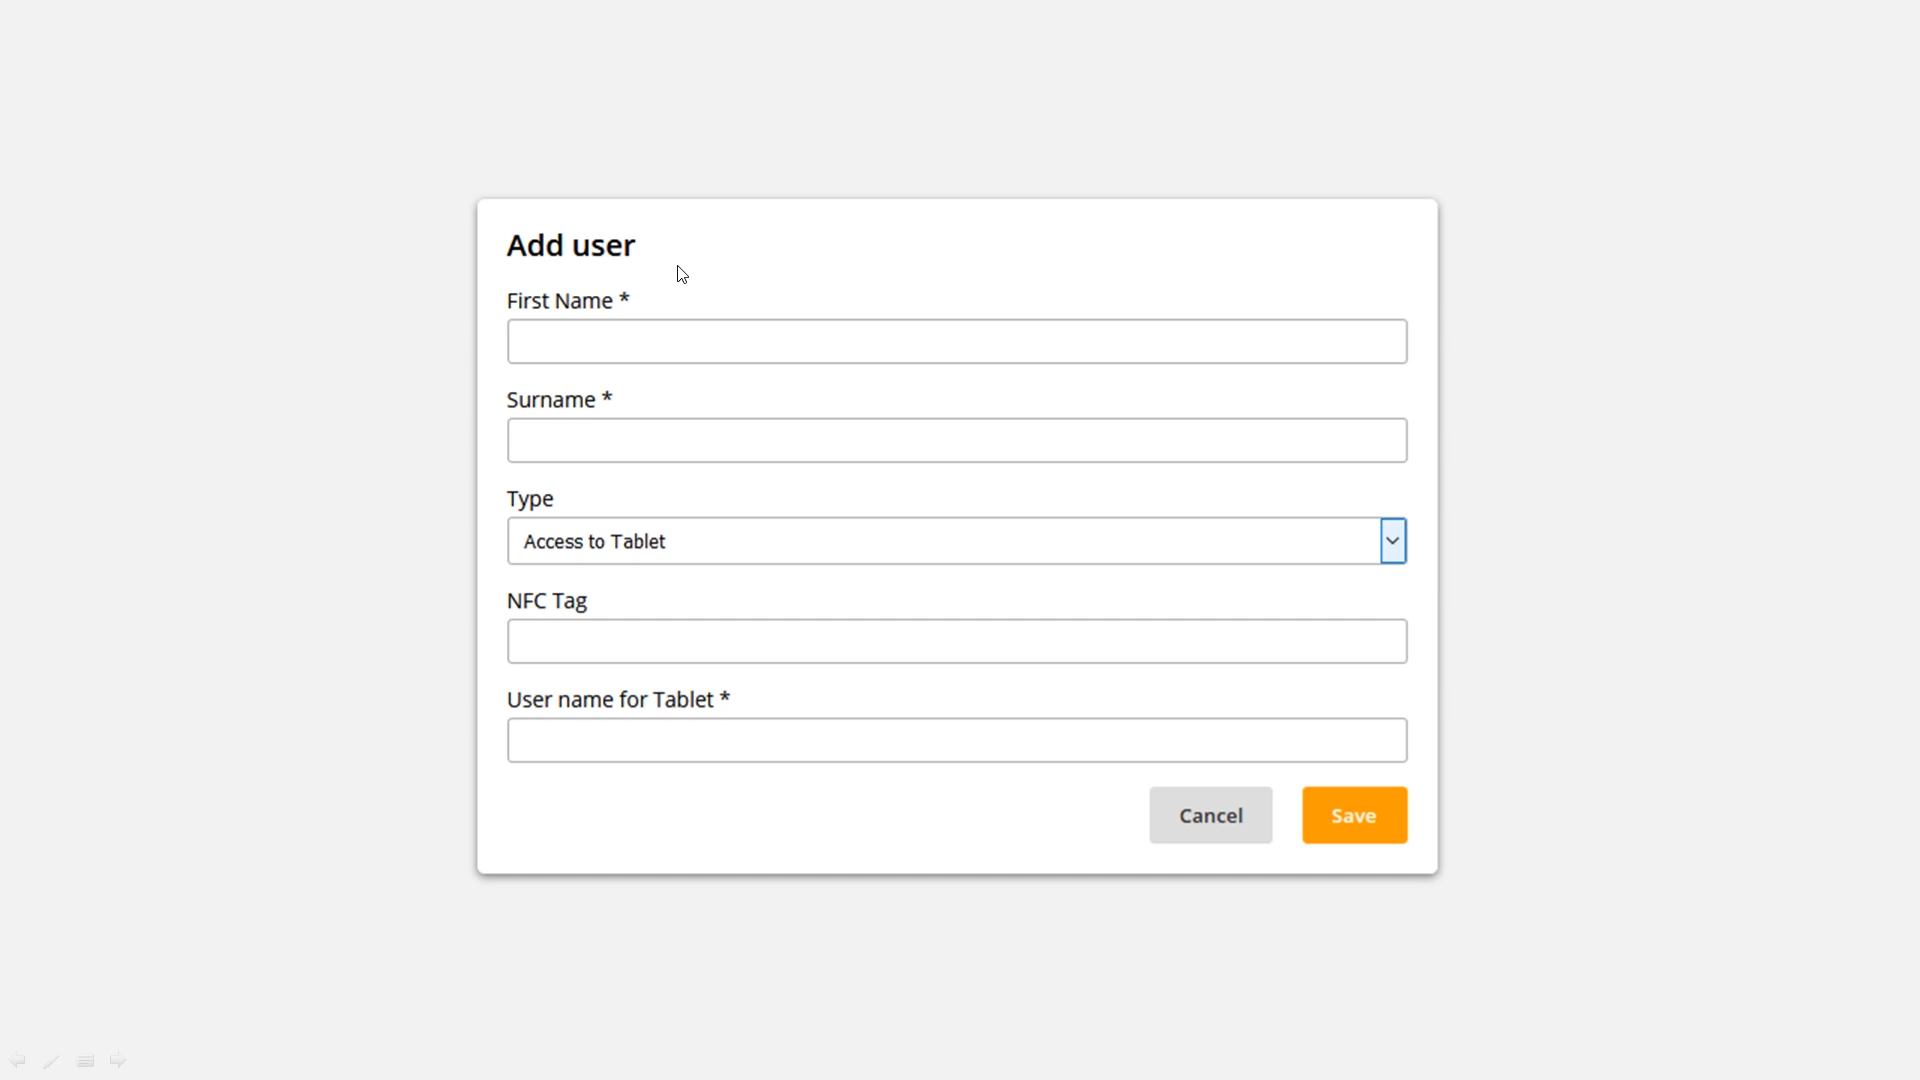 Add user
First Name *
Surname *
Type
Access to Tablet
NFC Tag
User name for Tablet *
Cancel Save